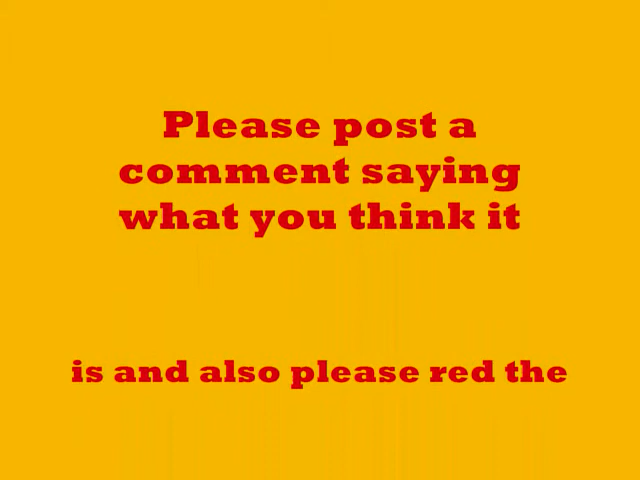 Please post a
comment saying
what you think it
is and also please red the